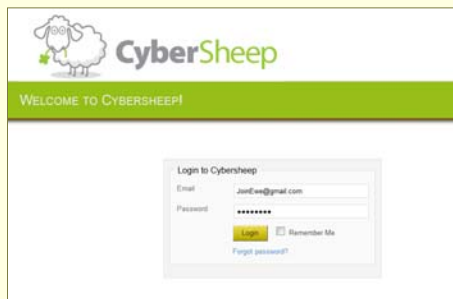 CyberSheep
WELCOME TO CYBERSHEEP!
Login to Cybersheep
Email JoinEwe@gmail.com
Password ••••••••
Login Remember Me
Forgot password?